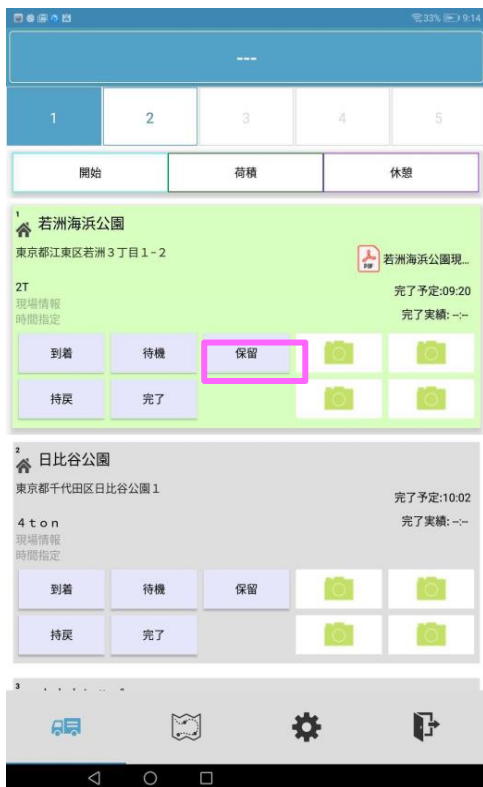 33% 9:14
---
1 2 3 4 5
開始 荷積 休憩
1
若洲海浜公園
東京都江東区若洲3丁目1-2
PDF 若洲海浜公園現...
2T
完了予定:09:20
現場情報
完了実績: --:--
時間指定
到着 待機 保留
持戻 完了
2
日比谷公園
東京都千代田区日比谷公園1
完了予定:10:02
4ton
完了実績: --:--
現場情報
時間指定
到着 待機 保留
持戻 完了
3